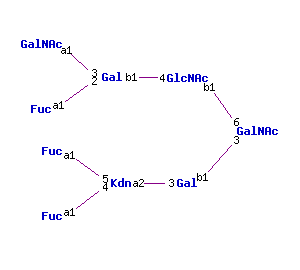 GalNAc a1
3
2 Gal b1 4 GlcNAc
Fuc a1
b1
6
GalNAc
3
Fuc a1
5
4 Kdn a2 3 Gal b1
Fuc a1